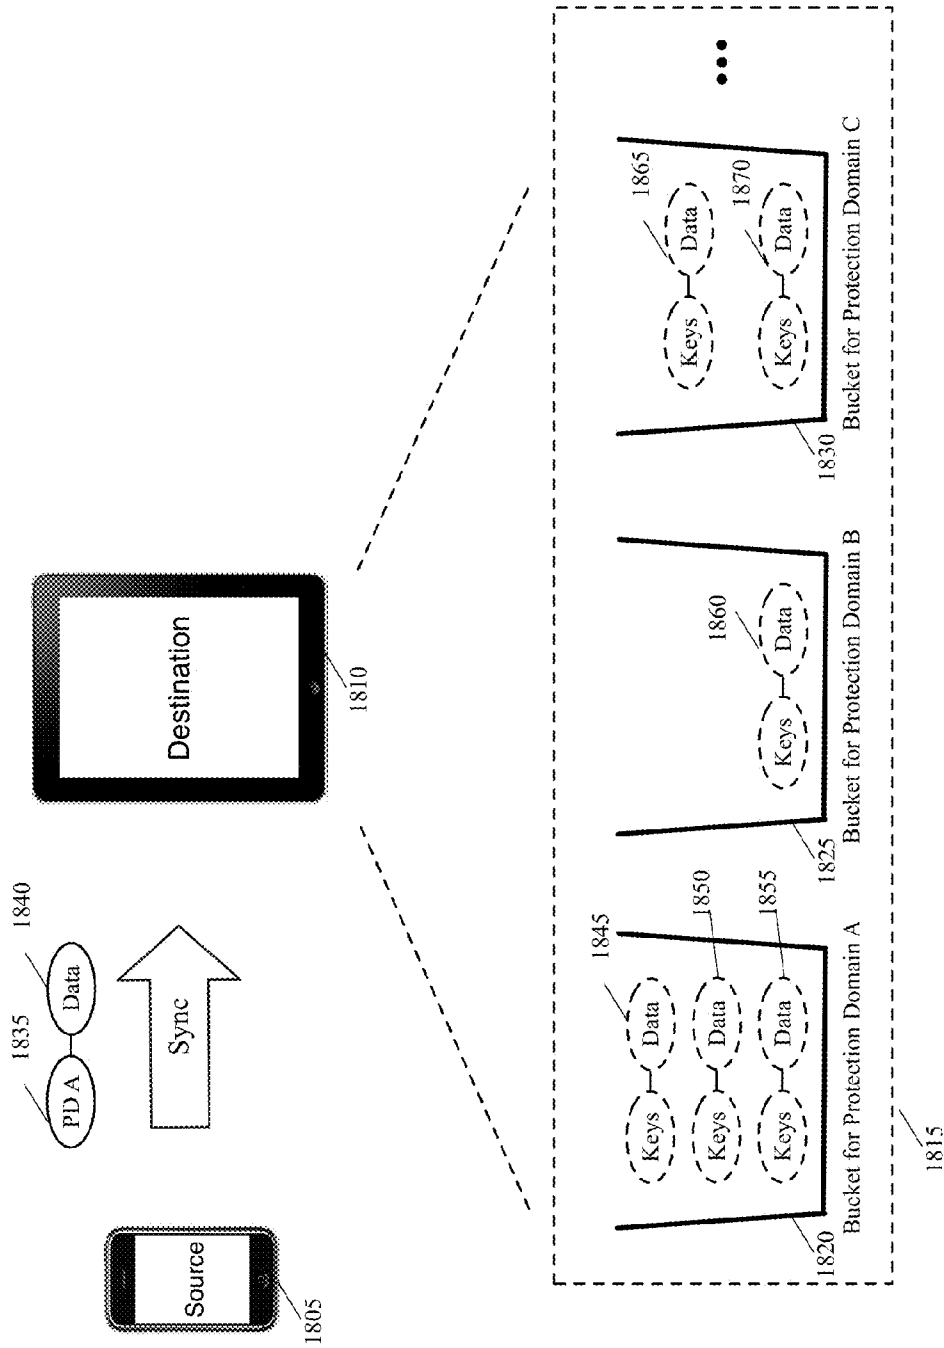 1835
1840
PD A
Data
Sync
Source
1805
Destination
1810
1845
Keys
Data
1850
Keys
Data
1855
Keys
Data
1820
Bucket for Protection Domain A
1860
Keys
Data
1825
Bucket for Protection Domain B
1865
Keys
Data
1870
Keys
Data
1830
Bucket for Protection Domain C
1815